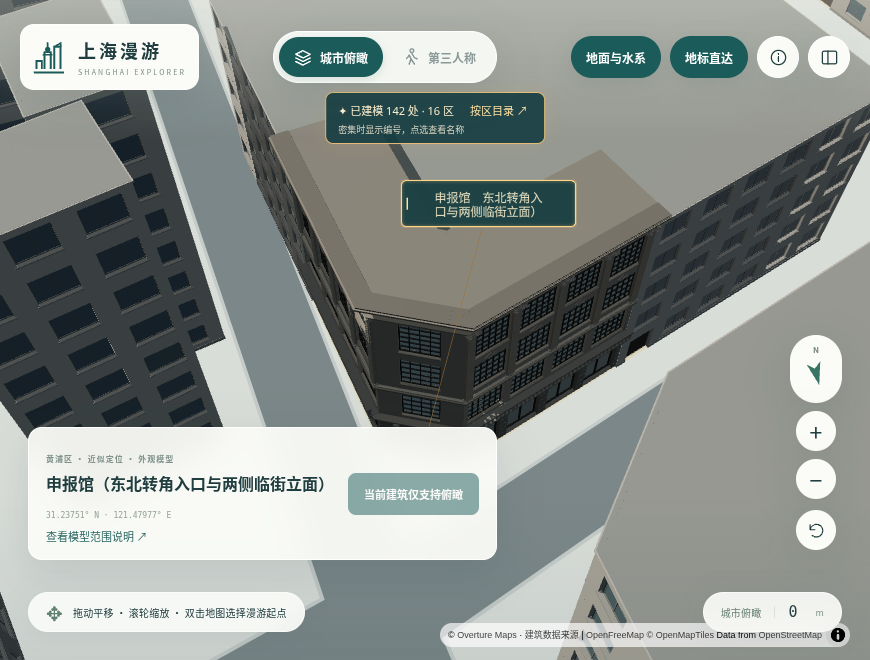 上海漫游
SHANGHAI EXPLORER
城市俯瞰
第三人称
地面与水系
地标直达
✦ 已建模 142 处 · 16 区 按区目录 ↗
密集时显示编号，点选查看名称
申报馆 东北转角入
口与两侧临街立面）
N
黄浦区 · 近似定位 · 外观模型
申报馆（东北转角入口与两侧临街立面）
31.23751° N · 121.47977° E
查看模型范围说明 ↗
当前建筑仅支持俯瞰
拖动平移 · 滚轮缩放 · 双击地图选择漫游起点
城市俯瞰 0 m
© Overture Maps · 建筑数据来源 | OpenFreeMap © OpenMapTiles Data from OpenStreetMap